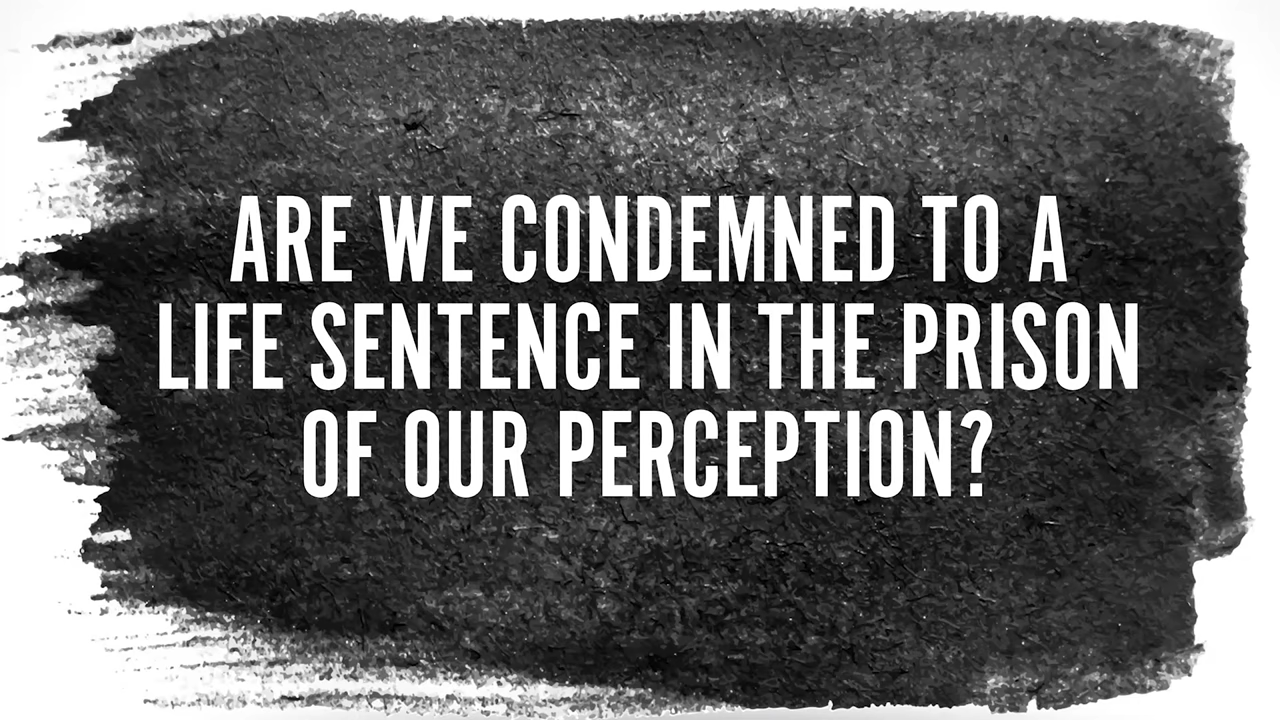 ARE WE CONDEMNED TO A
LIFE SENTENCE IN THE PRISON
OF OUR PERCEPTION?